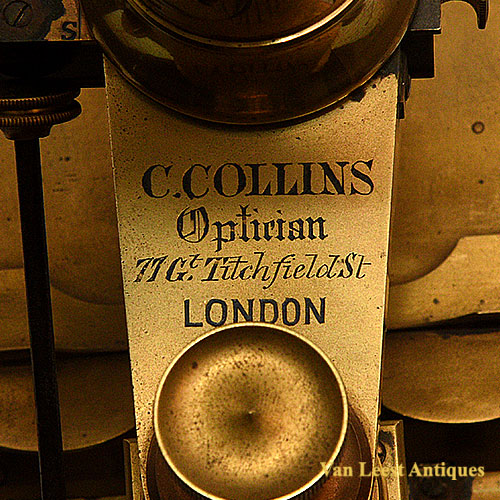 S
C. COLLINS
Optician
77 Gt. Titchfield St
LONDON
Van Leest Antiques